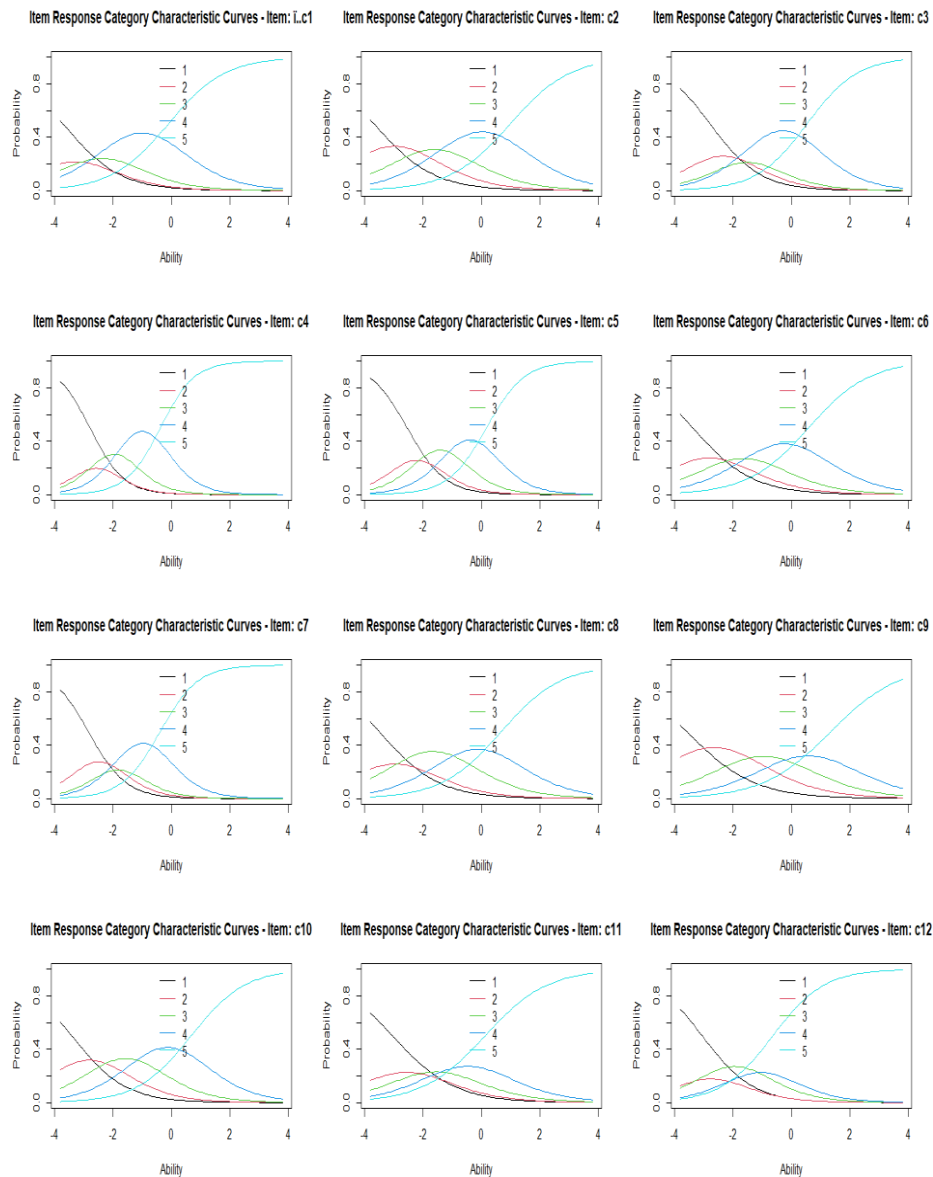 Item Response Category Characteristic Curves - Item: ï..c1
Probability
0.0 0.4 0.8
1
2
3
4
5
-4 -2 0 2 4
Ability
Item Response Category Characteristic Curves - Item: c2
Probability
0.0 0.4 0.8
1
2
3
4
5
-4 -2 0 2 4
Ability
Item Response Category Characteristic Curves - Item: c3
Probability
0.0 0.4 0.8
1
2
3
4
5
-4 -2 0 2 4
Ability
Item Response Category Characteristic Curves - Item: c4
Probability
0.0 0.4 0.8
1
2
3
4
5
-4 -2 0 2 4
Ability
Item Response Category Characteristic Curves - Item: c5
Probability
0.0 0.4 0.8
1
2
3
4
5
-4 -2 0 2 4
Ability
Item Response Category Characteristic Curves - Item: c6
Probability
0.0 0.4 0.8
1
2
3
4
5
-4 -2 0 2 4
Ability
Item Response Category Characteristic Curves - Item: c7
Probability
0.0 0.4 0.8
1
2
3
4
5
-4 -2 0 2 4
Ability
Item Response Category Characteristic Curves - Item: c8
Probability
0.0 0.4 0.8
1
2
3
4
5
-4 -2 0 2 4
Ability
Item Response Category Characteristic Curves - Item: c9
Probability
0.0 0.4 0.8
1
2
3
4
5
-4 -2 0 2 4
Ability
Item Response Category Characteristic Curves - Item: c10
Probability
0.0 0.4 0.8
1
2
3
4
5
-4 -2 0 2 4
Ability
Item Response Category Characteristic Curves - Item: c11
Probability
0.0 0.4 0.8
1
2
3
4
5
-4 -2 0 2 4
Ability
Item Response Category Characteristic Curves - Item: c12
Probability
0.0 0.4 0.8
1
2
3
4
5
-4 -2 0 2 4
Ability